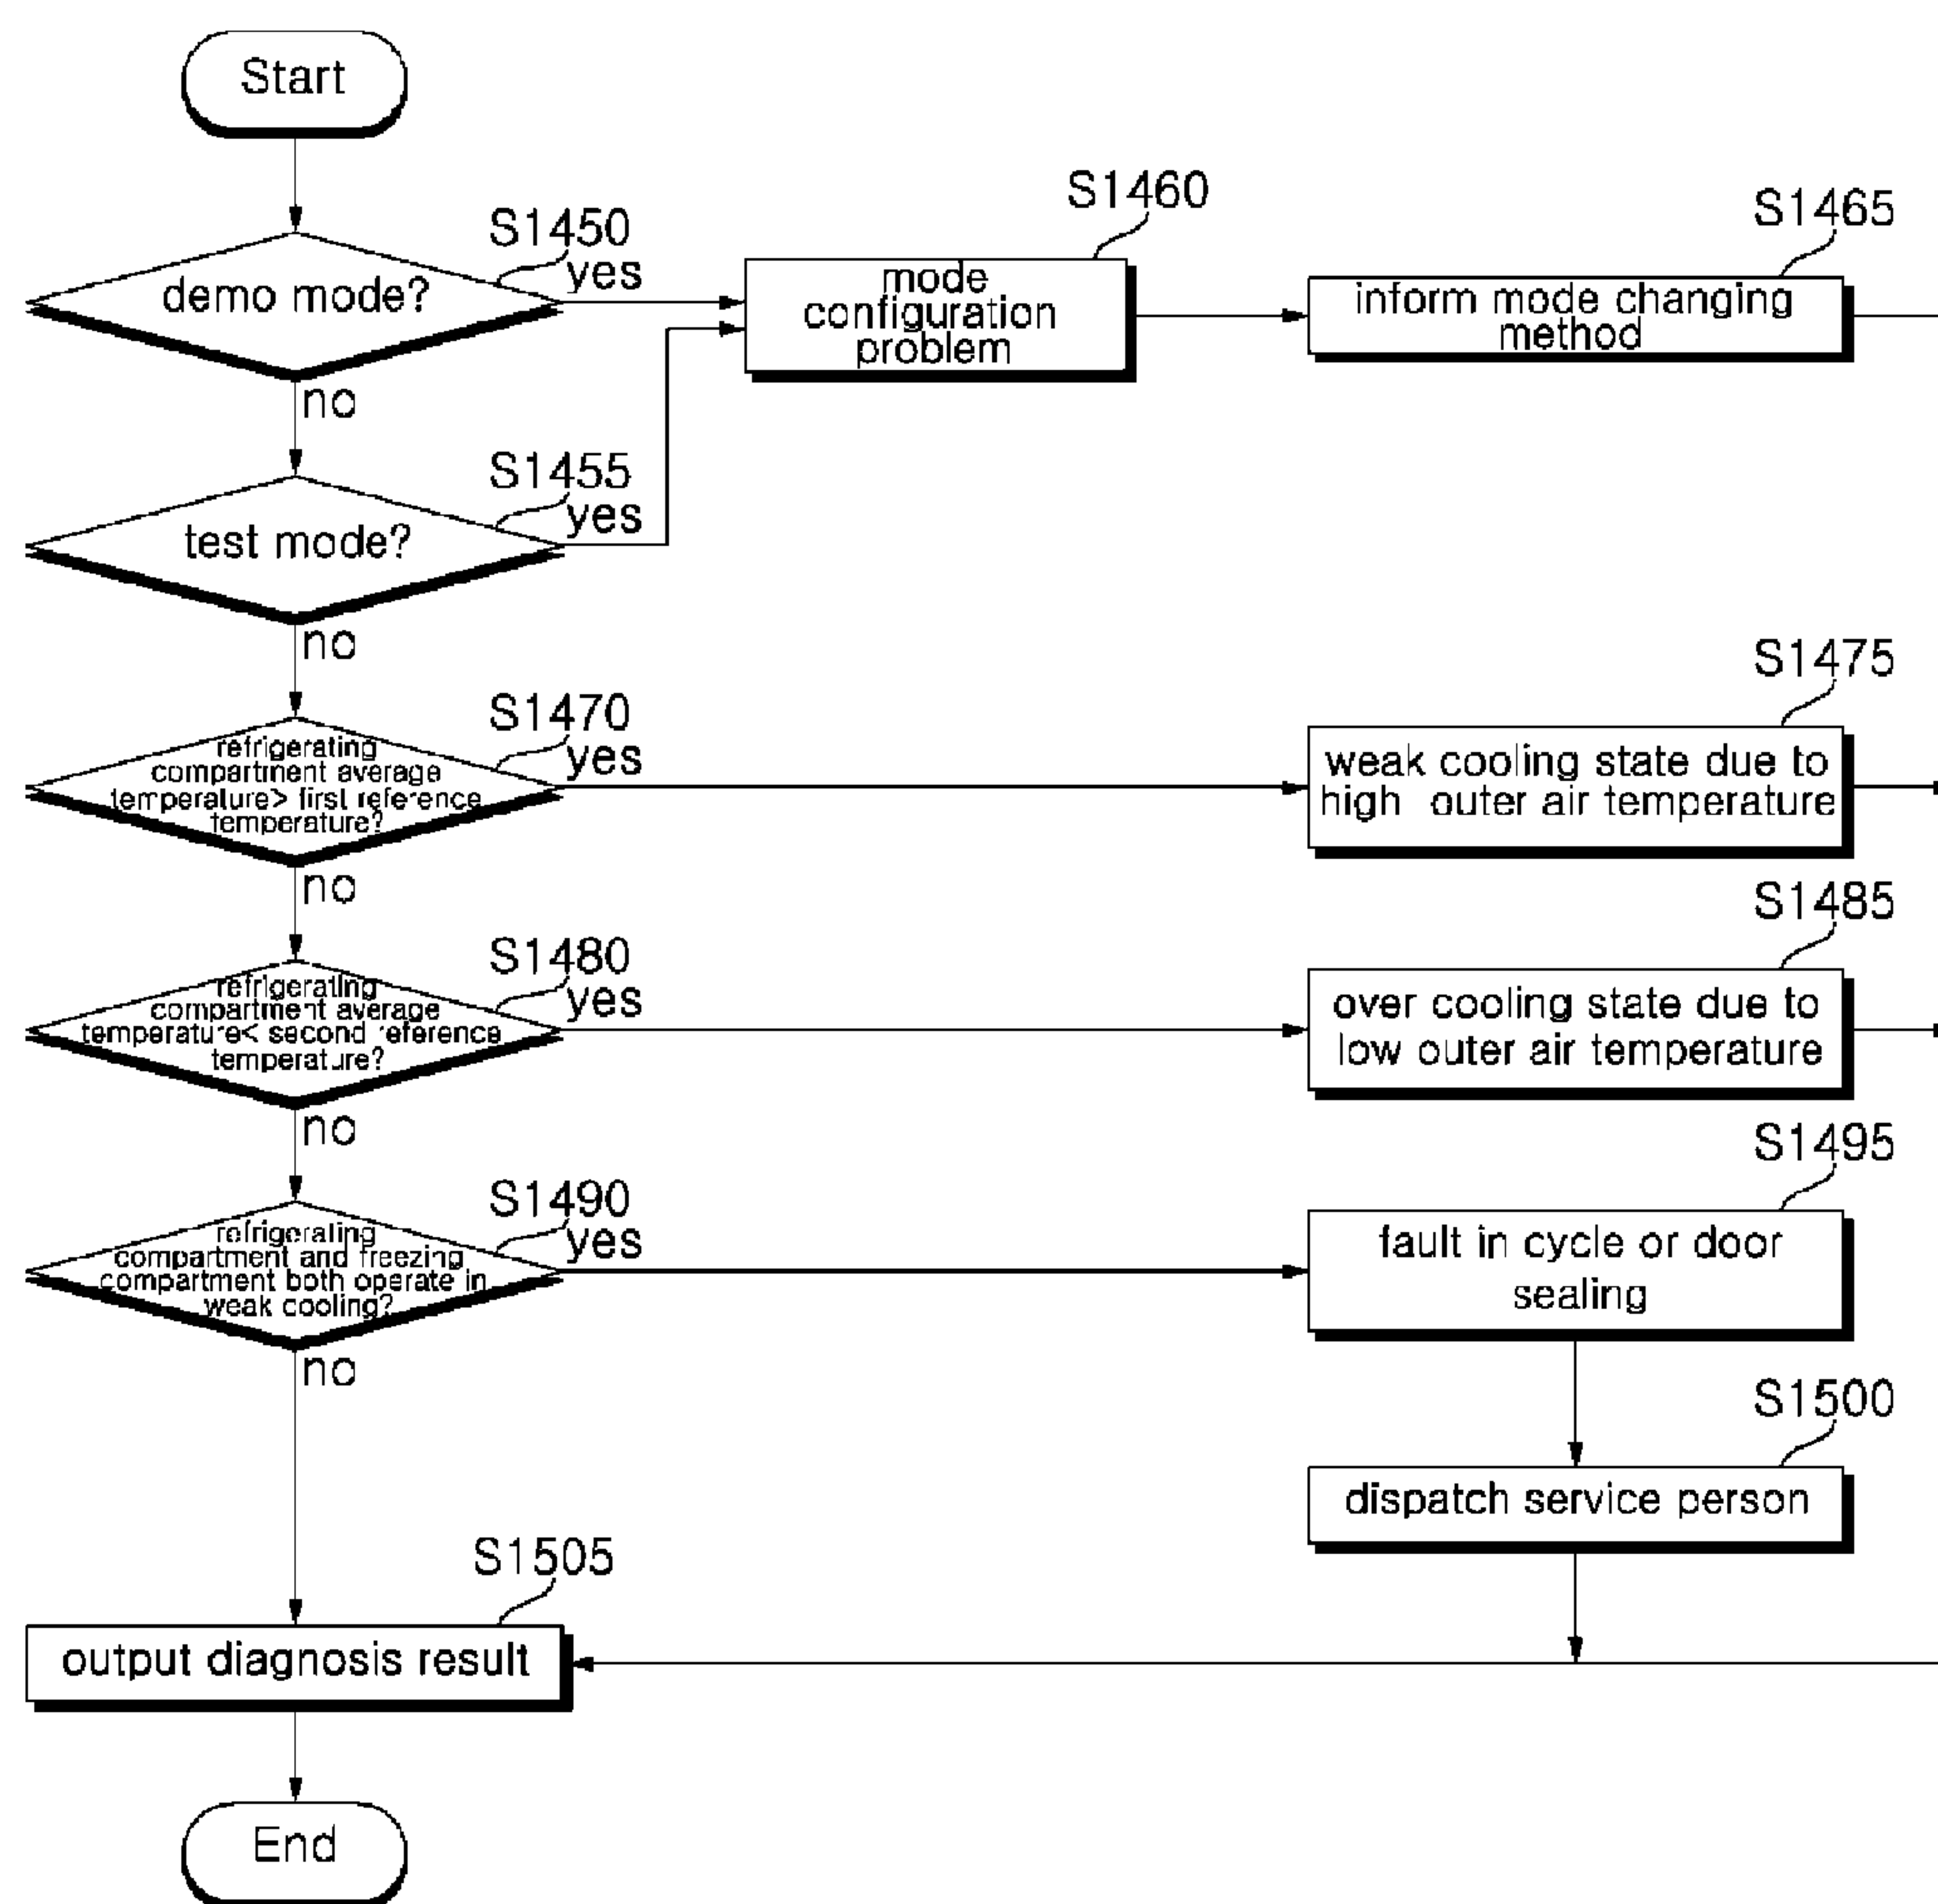 Start
S1450
demo mode?
yes
no
S1460
mode
configuration
problem
S1465
inform mode changing
method
S1455
test mode?
yes
no
S1470
refrigerating
compartment average
temperature> first reference
temperature?
yes
no
S1475
weak cooling state due to
high outer air temperature
S1480
refrigerating
compartment average
temperature< second reference
temperature?
yes
no
S1485
over cooling state due to
low outer air temperature
S1490
refrigerating
compartment and freezing
compartment both operate in
weak cooling?
yes
no
S1495
fault in cycle or door
sealing
S1500
dispatch service person
S1505
output diagnosis result
End